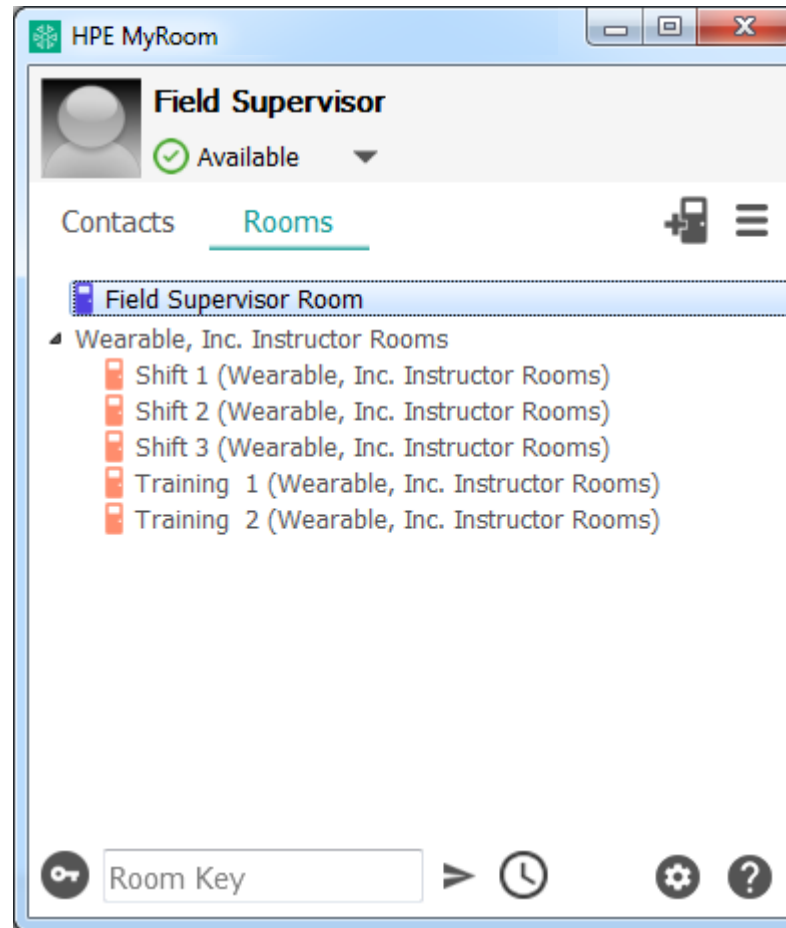 HPE MyRoom
Field Supervisor
Available
Contacts Rooms
Field Supervisor Room
Wearable, Inc. Instructor Rooms
Shift 1 (Wearable, Inc. Instructor Rooms)
Shift 2 (Wearable, Inc. Instructor Rooms)
Shift 3 (Wearable, Inc. Instructor Rooms)
Training  1 (Wearable, Inc. Instructor Rooms)
Training  2 (Wearable, Inc. Instructor Rooms)
Room Key